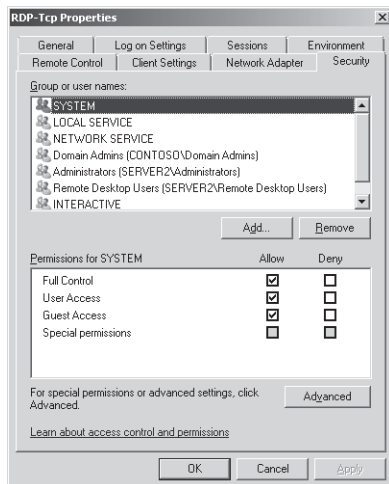 RDP-Tcp Properties
General Log on Settings Sessions Environment
Remote Control Client Settings Network Adapter Security
Group or user names:
SYSTEM
LOCAL SERVICE
NETWORK SERVICE
Domain Admins (CONTOSO\Domain Admins)
Administrators (SERVER2\Administrators)
Remote Desktop Users (SERVER2\Remote Desktop Users)
INTERACTIVE
Add... Remove
Permissions for SYSTEM Allow Deny
Full Control
User Access
Guest Access
Special permissions
For special permissions or advanced settings, click
Advanced. Advanced
Learn about access control and permissions
OK Cancel Apply